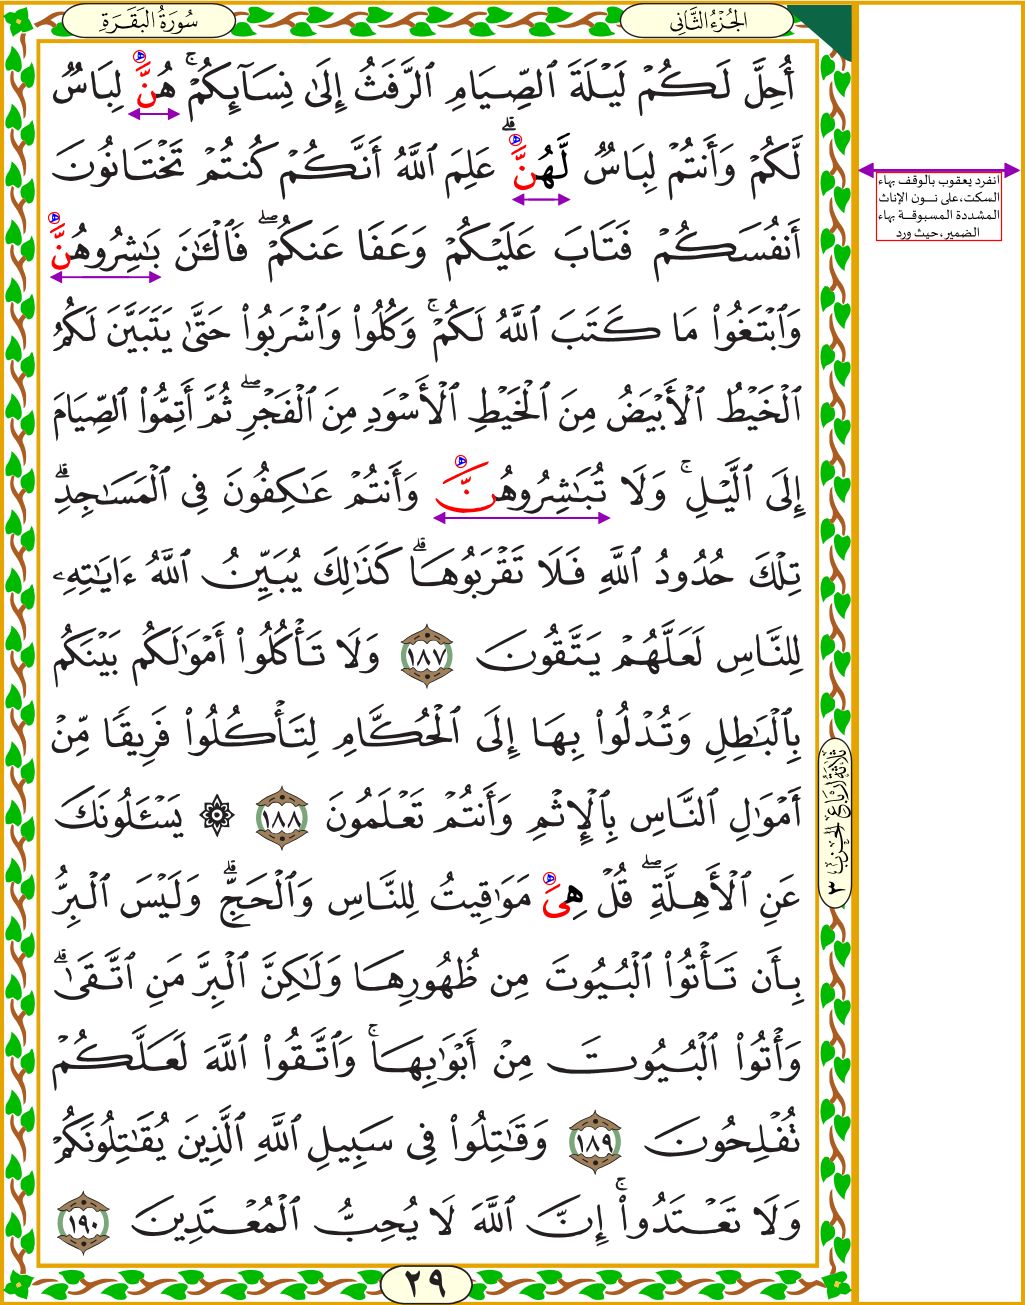 سُورَةُ البَقَرَةِ
الجُزْءُ الثَّانِي
أُحِلَّ لَكُمْ لَيْلَةَ ٱلصِّيَامِ ٱلرَّفَثُ إِلَىٰ نِسَآئِكُمْ ۚ هُنَّ لِبَاسٌ
لَّكُمْ وَأَنتُمْ لِبَاسٌ لَّهُنَّ ۗ عَلِمَ ٱللَّهُ أَنَّكُمْ كُنتُمْ تَخْتَانُونَ
أَنفُسَكُمْ فَتَابَ عَلَيْكُمْ وَعَفَا عَنكُمْ ۖ فَٱلْـَٰٔنَ بَـٰشِرُوهُنَّ
وَٱبْتَغُوا۟ مَا كَتَبَ ٱللَّهُ لَكُمْ ۚ وَكُلُوا۟ وَٱشْرَبُوا۟ حَتَّىٰ يَتَبَيَّنَ لَكُمُ
ٱلْخَيْطُ ٱلْأَبْيَضُ مِنَ ٱلْخَيْطِ ٱلْأَسْوَدِ مِنَ ٱلْفَجْرِ ۖ ثُمَّ أَتِمُّوا۟ ٱلصِّيَامَ
إِلَى ٱلَّيْلِ ۚ وَلَا تُبَـٰشِرُوهُنَّ وَأَنتُمْ عَـٰكِفُونَ فِى ٱلْمَسَـٰجِدِ ۗ
تِلْكَ حُدُودُ ٱللَّهِ فَلَا تَقْرَبُوهَا ۗ كَذَٰلِكَ يُبَيِّنُ ٱللَّهُ ءَايَـٰتِهِۦ
لِلنَّاسِ لَعَلَّهُمْ يَتَّقُونَ ١٨٧ وَلَا تَأْكُلُوٓا۟ أَمْوَٰلَكُم بَيْنَكُم
بِٱلْبَـٰطِلِ وَتُدْلُوا۟ بِهَا إِلَى ٱلْحُكَّامِ لِتَأْكُلُوا۟ فَرِيقًا مِّنْ
أَمْوَٰلِ ٱلنَّاسِ بِٱلْإِثْمِ وَأَنتُمْ تَعْلَمُونَ ١٨٨ ۞ يَسْـَٔلُونَكَ
عَنِ ٱلْأَهِلَّةِ ۖ قُلْ هِىَ مَوَٰقِيتُ لِلنَّاسِ وَٱلْحَجِّ ۗ وَلَيْسَ ٱلْبِرُّ
بِأَن تَأْتُوا۟ ٱلْبُيُوتَ مِن ظُهُورِهَا وَلَـٰكِنَّ ٱلْبِرَّ مَنِ ٱتَّقَىٰ ۗ
وَأْتُوا۟ ٱلْبُيُوتَ مِنْ أَبْوَٰبِهَا ۚ وَٱتَّقُوا۟ ٱللَّهَ لَعَلَّكُمْ
تُفْلِحُونَ ١٨٩ وَقَـٰتِلُوا۟ فِى سَبِيلِ ٱللَّهِ ٱلَّذِينَ يُقَـٰتِلُونَكُمْ
وَلَا تَعْتَدُوٓا۟ ۚ إِنَّ ٱللَّهَ لَا يُحِبُّ ٱلْمُعْتَدِينَ ١٩٠
انفرد يعقوب بالوقف بهاء
السكت،على نـون الإناث
المشددة المسبوقـة بهاء
الضمير،حيث ورد
ثَلَاثَةُ أَرْبَاعِ الحِزْبِ ٣
٢٩